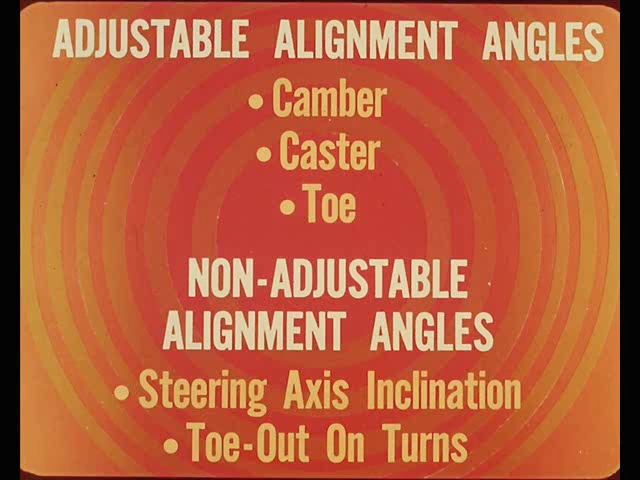 ADJUSTABLE ALIGNMENT ANGLES
• Camber
• Caster
• Toe
NON-ADJUSTABLE
ALIGNMENT ANGLES
• Steering Axis Inclination
• Toe-Out On Turns